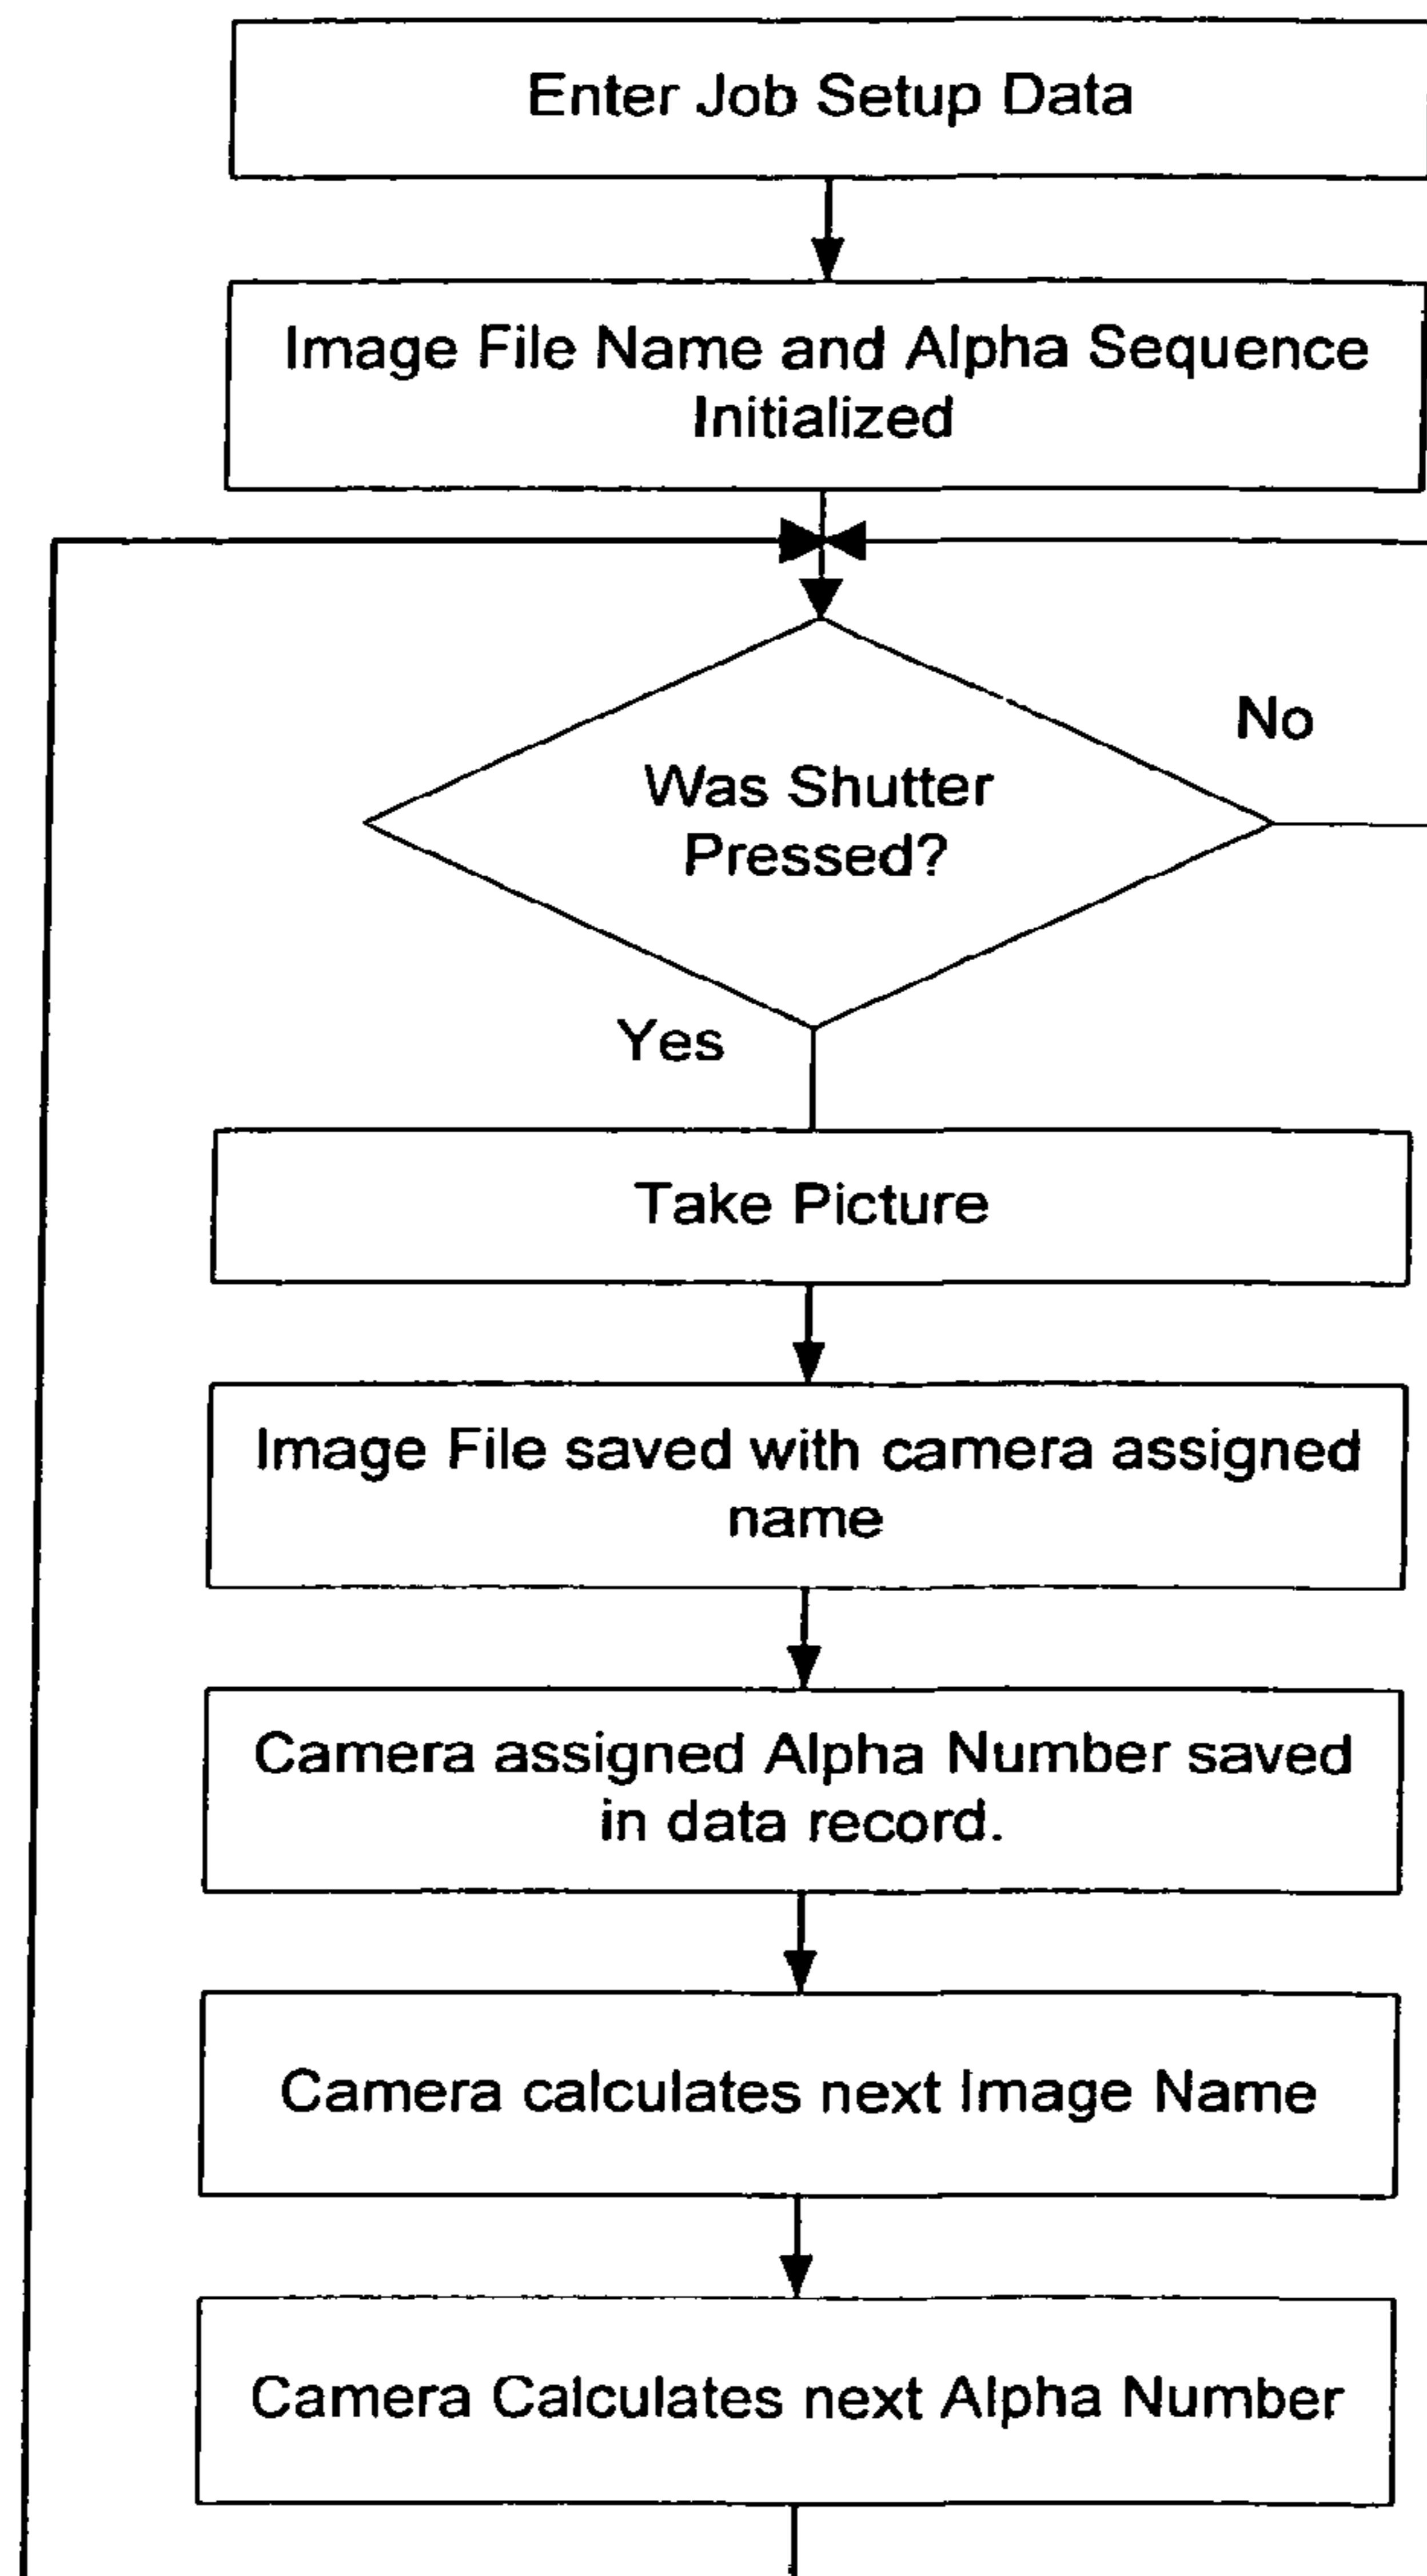 Enter Job Setup Data
Image File Name and Alpha Sequence
Initialized
No
Was Shutter
Pressed?
Yes
Take Picture
Image File saved with camera assigned
name
Camera assigned Alpha Number saved
in data record.
Camera calculates next Image Name
Camera Calculates next Alpha Number